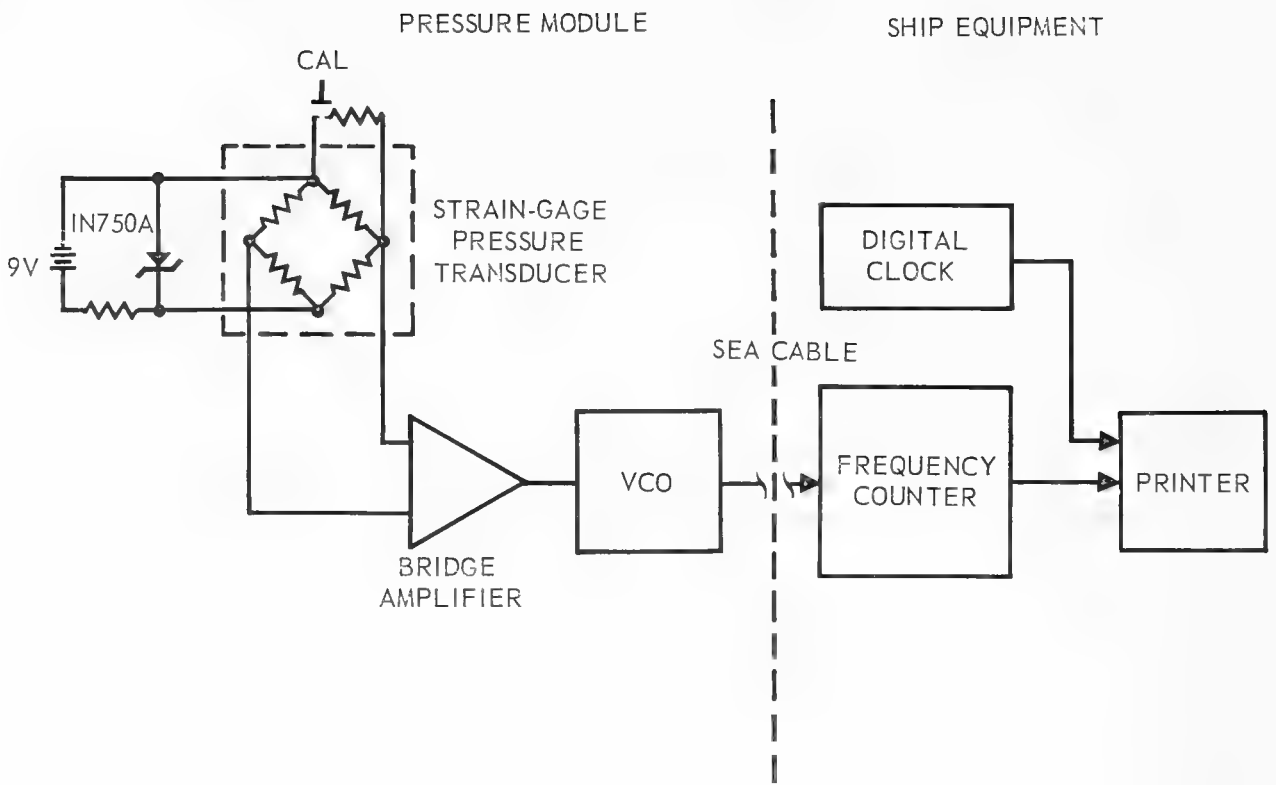 PRESSURE MODULE
SHIP EQUIPMENT
CAL
IN750A
9V
STRAIN-GAGE
PRESSURE
TRANSDUCER
DIGITAL
CLOCK
SEA CABLE
FREQUENCY
COUNTER
PRINTER
VCO
BRIDGE
AMPLIFIER